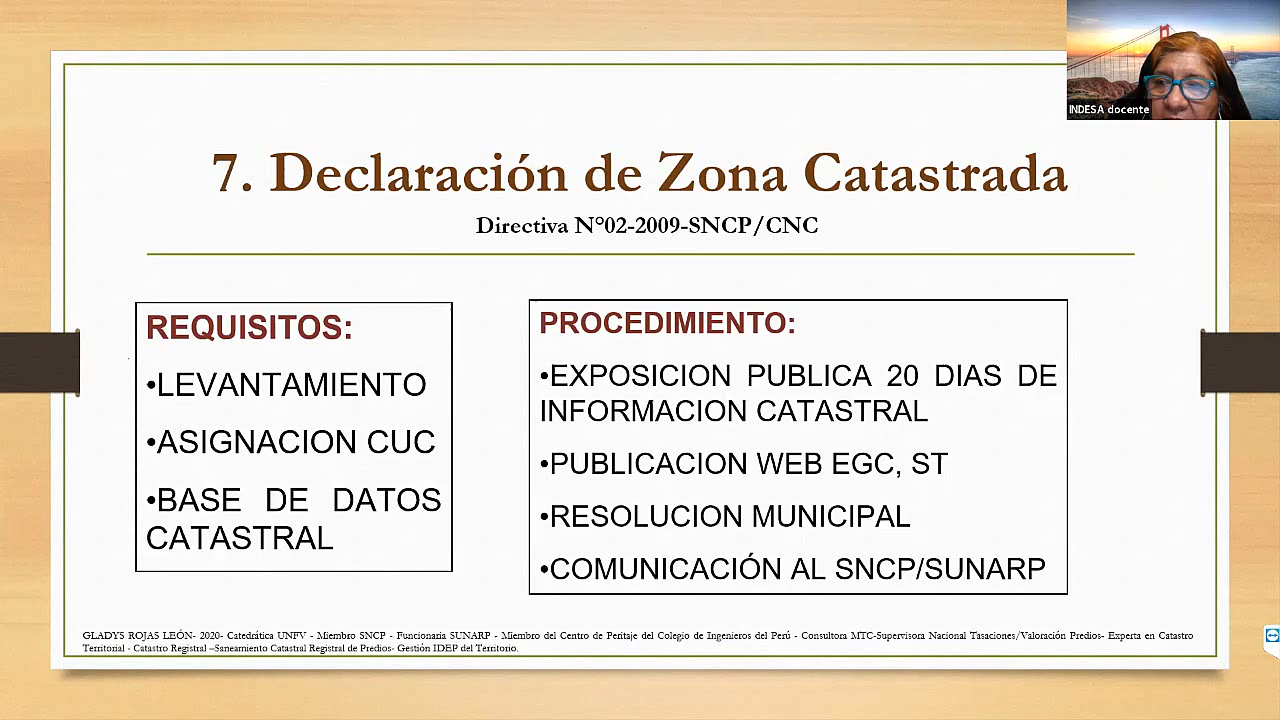 INDESA docente
7. Declaración de Zona Catastrada
Directiva N°02-2009-SNCP/CNC
REQUISITOS:
•LEVANTAMIENTO
•ASIGNACION CUC
•BASE DE DATOS
CATASTRAL
PROCEDIMIENTO:
•EXPOSICION PUBLICA 20 DIAS DE
INFORMACION CATASTRAL
•PUBLICACION WEB EGC, ST
•RESOLUCION MUNICIPAL
•COMUNICACIÓN AL SNCP/SUNARP
GLADYS ROJAS LEÓN- 2020- Catedrática UNFV - Miembro SNCP - Funcionaria SUNARP - Miembro del Centro de Peritaje del Colegio de Ingenieros del Perú - Consultora MTC-Supervisora Nacional Tasaciones/Valoración Predios- Experta en Catastro
Territorial - Catastro Registral –Saneamiento Catastral Registral de Predios- Gestión IDEP del Territorio.